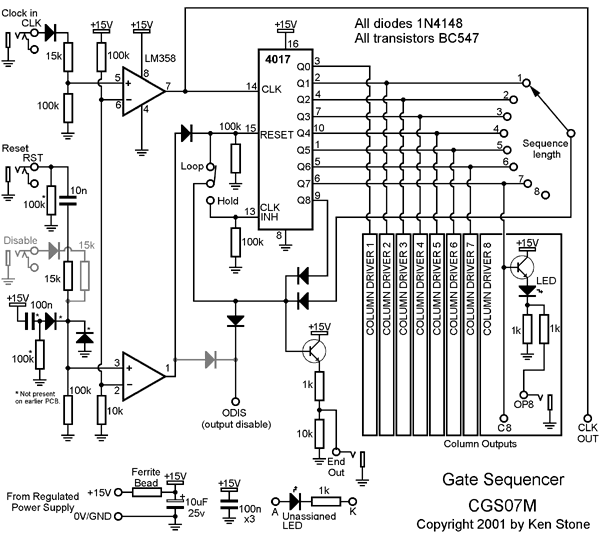 Clock in
CLK
+15V
+15V
15k
100k
LM358
5
6
8
4
7
100k
All diodes 1N4148
All transistors BC547
+15V
16
4017
14
CLK
Q0
3
Q1
2
Q2
4
Q3
7
Q4
10
Q5
1
Q6
5
Q7
6
Q8
9
15
RESET
100k
13
CLK
INH
100k
8
Loop
Hold
1
2
3
4
5
6
7
8
Sequence
length
Reset
RST
100k*
10n
Disable
15k
15k
+15V
100n
*
*
*
100k
* Not present
on earlier PCB.
100k
10k
3
2
1
ODIS
(output disable)
+15V
1k
10k
End
Out
COLUMN DRIVER 1
COLUMN DRIVER 2
COLUMN DRIVER 3
COLUMN DRIVER 4
COLUMN DRIVER 5
COLUMN DRIVER 6
COLUMN DRIVER 7
COLUMN DRIVER 8
+15V
LED
1k
1k
OP8
C8
Column Outputs
CLK
OUT
From Regulated
Power Supply
+15V
0V/GND
Ferrite
Bead
+15V
+
10uF
25v
+15V
100n
x3
A
1k
K
Unassigned
LED
Gate Sequencer
CGS07M
Copyright 2001 by Ken Stone